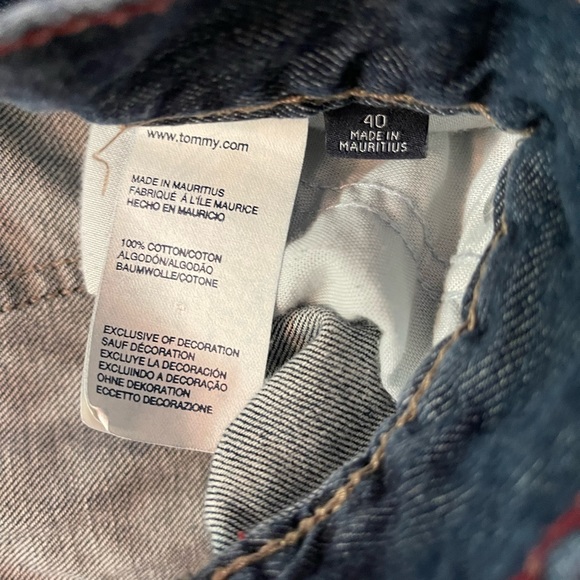 www.tommy.com
MADE IN MAURITIUS
FABRIQUÉ À L'ÎLE MAURICE
HECHO EN MAURICIO
100% COTTON/COTON
ALGODÓN/ALGODÃO
BAUMWOLLE/COTONE
EXCLUSIVE OF DECORATION
SAUF DÉCORATION
EXCLUYE LA DECORACIÓN
EXCLUINDO A DECORAÇÃO
OHNE DEKORATION
ECCETTO DECORAZIONE
40
MADE IN
MAURITIUS